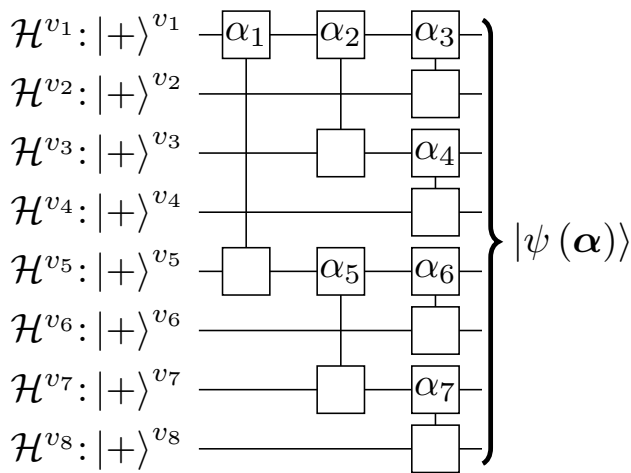 ℋ^{v₁}: |+⟩^{v₁} α₁ α₂ α₃
ℋ^{v₂}: |+⟩^{v₂}
ℋ^{v₃}: |+⟩^{v₃} α₄
ℋ^{v₄}: |+⟩^{v₄}
|ψ(𝜶)⟩
ℋ^{v₅}: |+⟩^{v₅} α₅ α₆
ℋ^{v₆}: |+⟩^{v₆}
ℋ^{v₇}: |+⟩^{v₇} α₇
ℋ^{v₈}: |+⟩^{v₈}